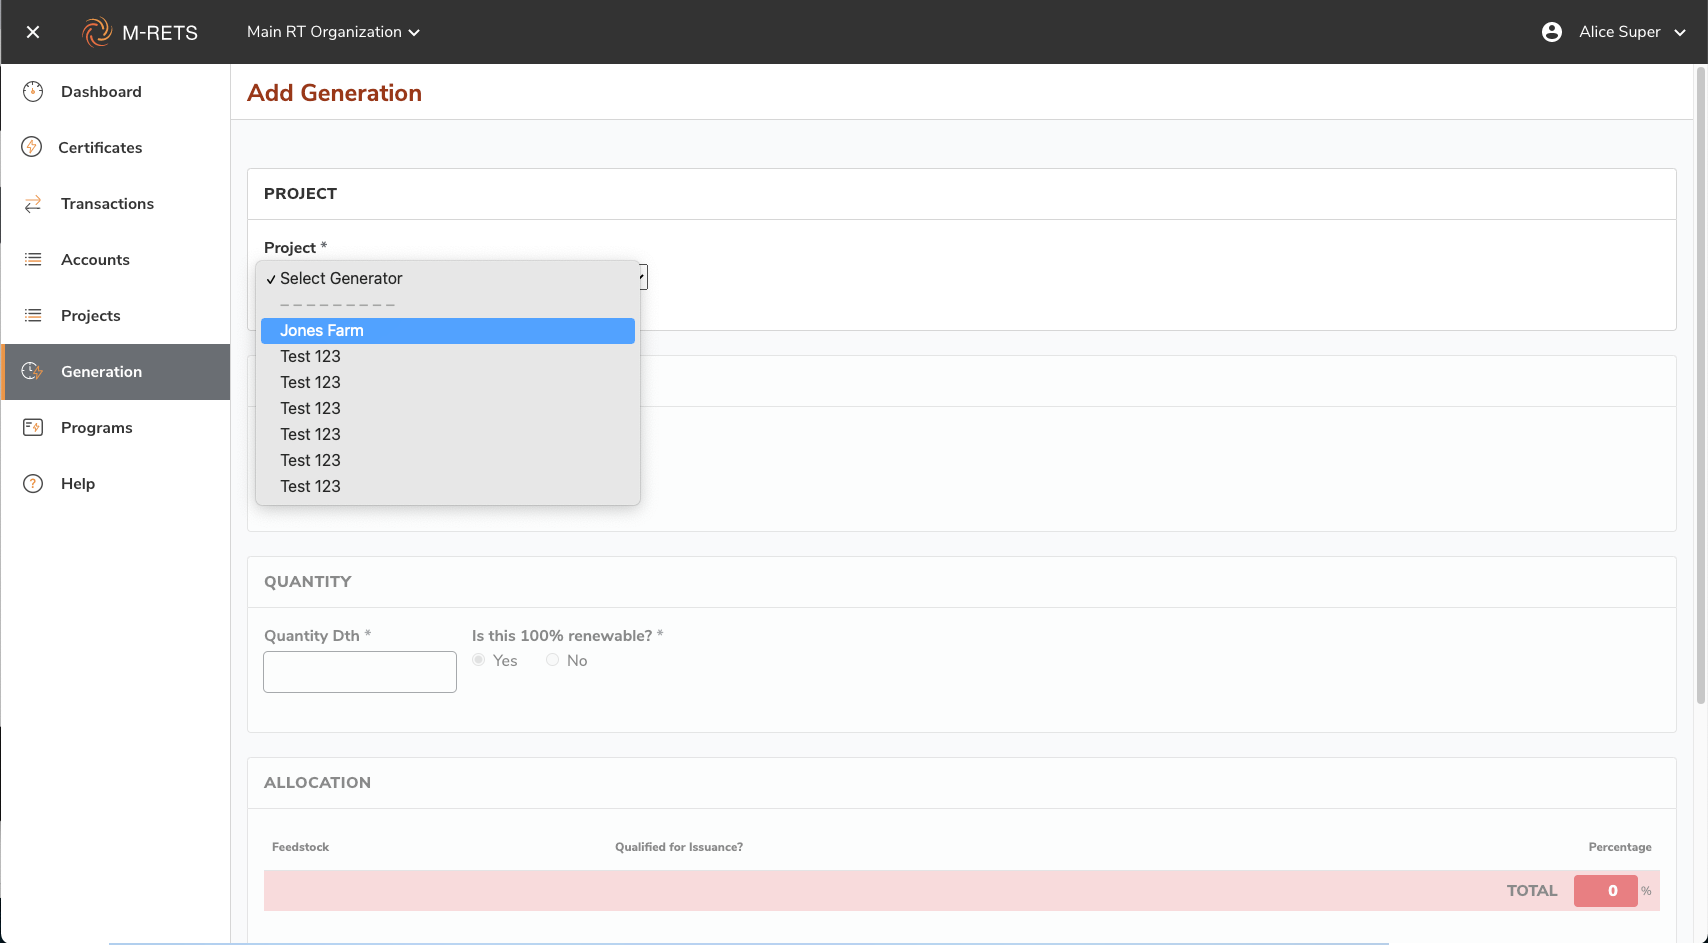 M-RETS
Main RT Organization
Alice Super
Dashboard
Certificates
Transactions
Accounts
Projects
Generation
Programs
Help
Add Generation
PROJECT
Project *
✓ Select Generator
_ _ _ _ _ _ _ _ _
Jones Farm
Test 123
Test 123
Test 123
Test 123
Test 123
Test 123
QUANTITY
Quantity Dth *
Is this 100% renewable? *
Yes No
ALLOCATION
Feedstock Qualified for Issuance? Percentage
TOTAL 0 %